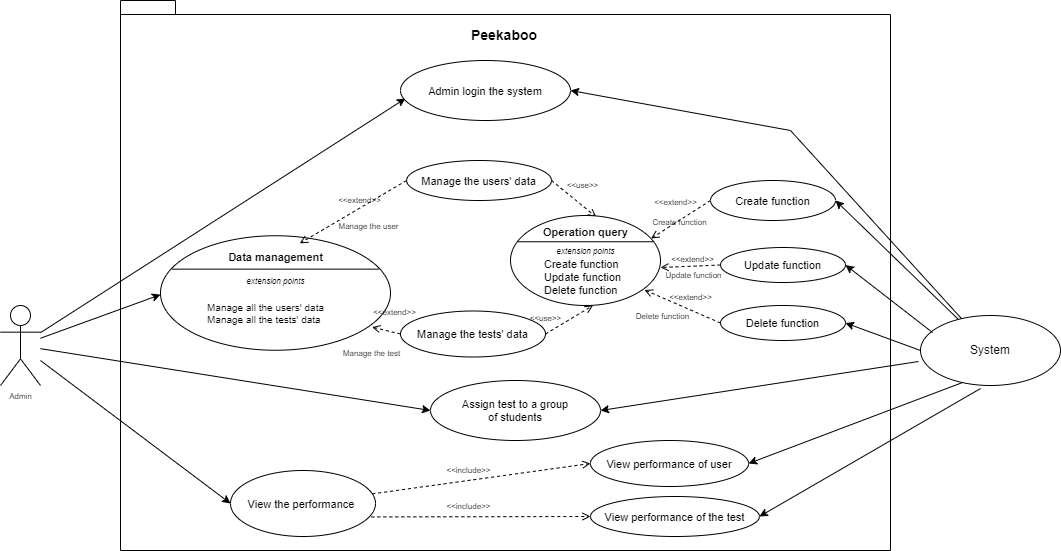 Peekaboo
Admin login the system
Manage the users' data
<<use>>
<<extend>>
Manage the user
<<extend>>
Create function
Create function
Data management
extension points
Manage all the users' data
Manage all the tests' data
Operation query
extension points
Create function
Update function
Delete function
<<extend>>
Update function
Update function
<<extend>>
Delete function
Delete function
<<extend>>
Manage the test
Manage the tests' data
<<use>>
Admin
System
Assign test to a group
of students
View the performance
<<include>>
View performance of user
<<include>>
View performance of the test